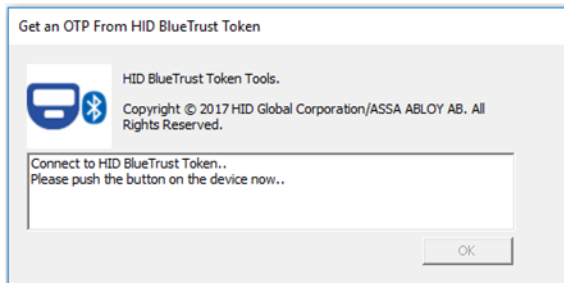 Get an OTP From HID BlueTrust Token
HID BlueTrust Token Tools.
Copyright © 2017 HID Global Corporation/ASSA ABLOY AB. All
Rights Reserved.
Connect to HID BlueTrust Token..
Please push the button on the device now..
OK